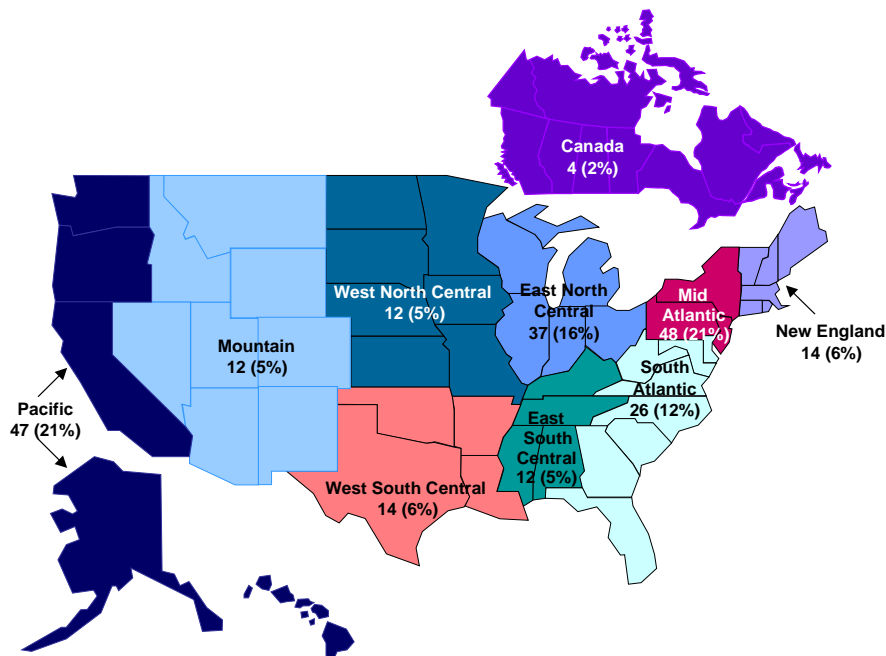 Canada
4 (2%)
West North Central
12 (5%)
East North
Central
37 (16%)
Mid
Atlantic
48 (21%)
New England
14 (6%)
Mountain
12 (5%)
South
Atlantic
26 (12%)
Pacific
47 (21%)
East
South
Central
12 (5%)
West South Central
14 (6%)